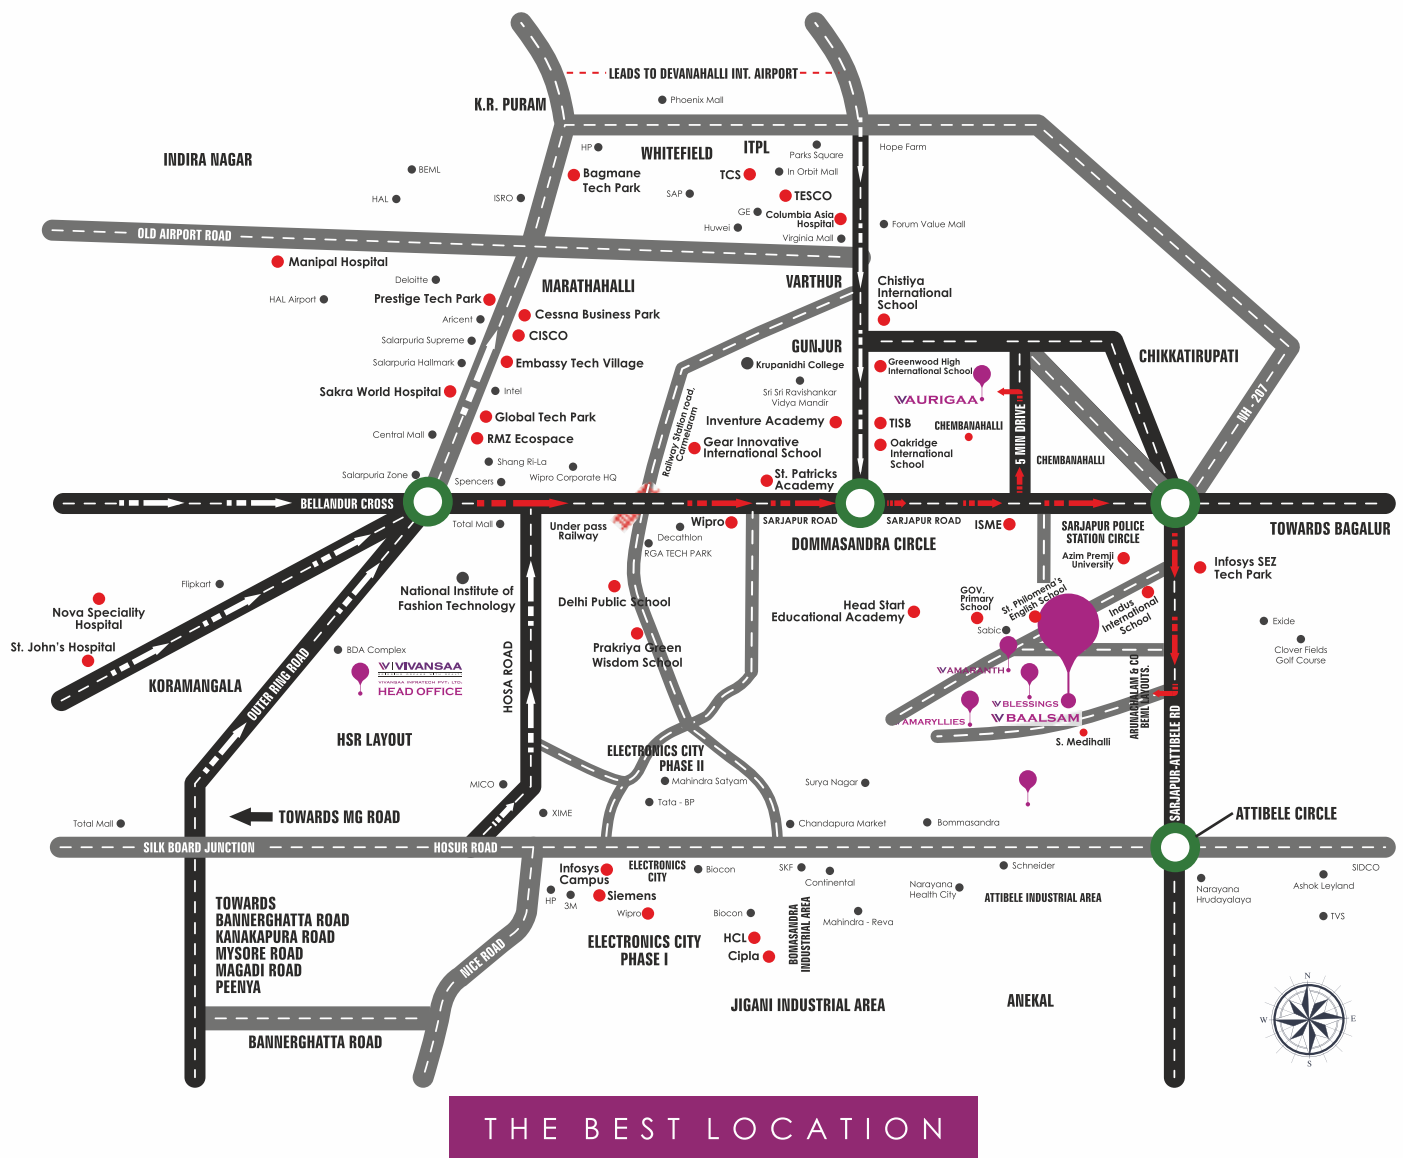 LEADS TO DEVANAHALLI INT. AIRPORT
K.R. PURAM
Phoenix Mall
INDIRA NAGAR
BEML
HAL
ISRO
HP
WHITEFIELD
ITPL
Parks Square
Hope Farm
Bagmane
Tech Park
TCS
In Orbit Mall
SAP
TESCO
GE
Columbia Asia
Hospital
Huwei
Virginia Mall
Forum Value Mall
OLD AIRPORT ROAD
Manipal Hospital
Deloitte
HAL Airport
Prestige Tech Park
MARATHAHALLI
VARTHUR
Chistiya
International
School
Aricent
Cessna Business Park
Salarpuria Supreme
CISCO
GUNJUR
Salarpuria Hallmark
Embassy Tech Village
Krupanidhi College
Greenwood High
International School
CHIKKATIRUPATI
Sakra World Hospital
Intel
Sri Sri Ravishankar
Vidya Mandir
VAURIGAA
NH - 207
Global Tech Park
Railway Station road,
Carmelaram
Inventure Academy
TISB
CHEMBANAHALLI
5 MIN DRIVE
Central Mall
RMZ Ecospace
Gear Innovative
International School
Oakridge
International
School
CHEMBANAHALLI
Salarpuria Zone
Shang Ri-La
Wipro Corporate HQ
Spencers
St. Patricks
Academy
BELLANDUR CROSS
Total Mall
Under pass
Railway
Wipro
SARJAPUR ROAD
SARJAPUR ROAD
ISME
SARJAPUR POLICE
STATION CIRCLE
TOWARDS BAGALUR
Decathlon
RGA TECH PARK
DOMMASANDRA CIRCLE
Azim Premji
University
Infosys SEZ
Tech Park
Flipkart
National Institute of
Fashion Technology
Delhi Public School
Head Start
Educational Academy
GOV.
Primary
School
St. Philomena's
English School
Indus
International
School
Nova Speciality
Hospital
St. John's Hospital
Sabic
Exide
Clover Fields
Golf Course
BDA Complex
VIVANSAA
VIVANSAA INFRATECH PVT. LTD.
HEAD OFFICE
KORAMANGALA
OUTER RING ROAD
HOSA ROAD
Prakriya Green
Wisdom School
VAMARANTH
BLESSINGS
AMARYLLIES
BAALSAM
ARUNACHALAM & CO
BEML LAYOUTS.
S. Medihalli
SARJAPUR-ATTIBELE RD
HSR LAYOUT
ELECTRONICS CITY
PHASE II
MICO
Mahindra Satyam
Surya Nagar
TOWARDS MG ROAD
Tata - BP
Total Mall
XIME
Chandapura Market
Bommasandra
ATTIBELE CIRCLE
SILK BOARD JUNCTION
HOSUR ROAD
Infosys
Campus
ELECTRONICS
CITY
Biocon
SKF
Continental
Schneider
SIDCO
HP
3M
Siemens
Narayana
Health City
ATTIBELE INDUSTRIAL AREA
Narayana
Hrudayalaya
Ashok Leyland
TOWARDS
BANNERGHATTA ROAD
KANAKAPURA ROAD
MYSORE ROAD
MAGADI ROAD
PEENYA
Wipro
Biocon
BOMASANDRA
INDUSTRIAL AREA
Mahindra - Reva
TVS
NICE ROAD
ELECTRONICS CITY
PHASE I
HCL
Cipla
JIGANI INDUSTRIAL AREA
ANEKAL
BANNERGHATTA ROAD
N
W
E
S
THE BEST LOCATION